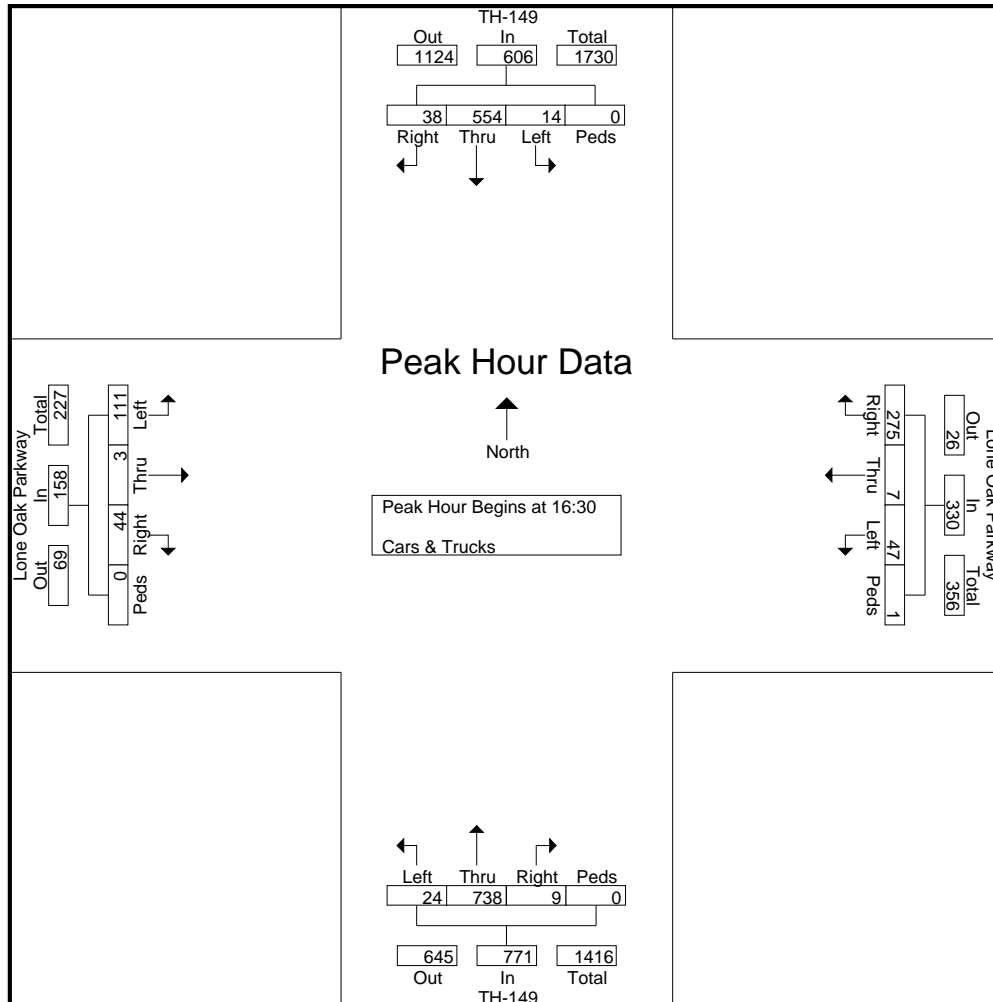 TH-149
Out In Total
1124 606 1730
38 554 14 0
Right Thru Left Peds
Peak Hour Data
North
Peak Hour Begins at 16:30
Cars & Trucks
Lone Oak Parkway
Out In Total
69 158 227
0 44 3 111
Peds Right Thru Left
Lone Oak Parkway
Out In Total
26 330 356
275 7 47 1
Right Thru Left Peds
Left Thru Right Peds
24 738 9 0
645 771 1416
Out In Total
TH-149